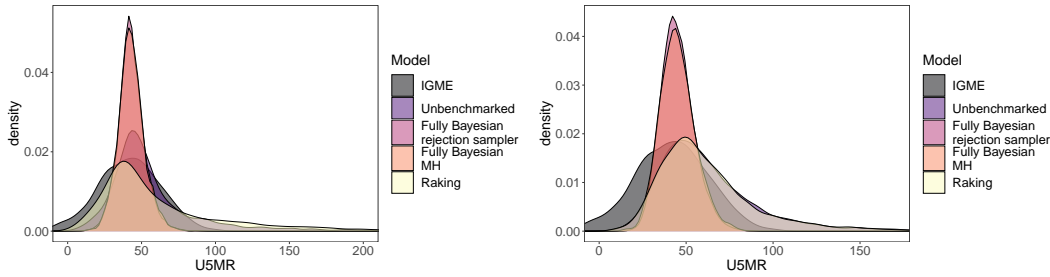 0.04
0.02
0.00
density
0
50
100
150
200
U5MR
Model
IGME
Unbenchmarked
Fully Bayesian
rejection sampler
Fully Bayesian
MH
Raking
0.04
0.03
0.02
0.01
0.00
density
0
50
100
150
U5MR
Model
IGME
Unbenchmarked
Fully Bayesian
rejection sampler
Fully Bayesian
MH
Raking